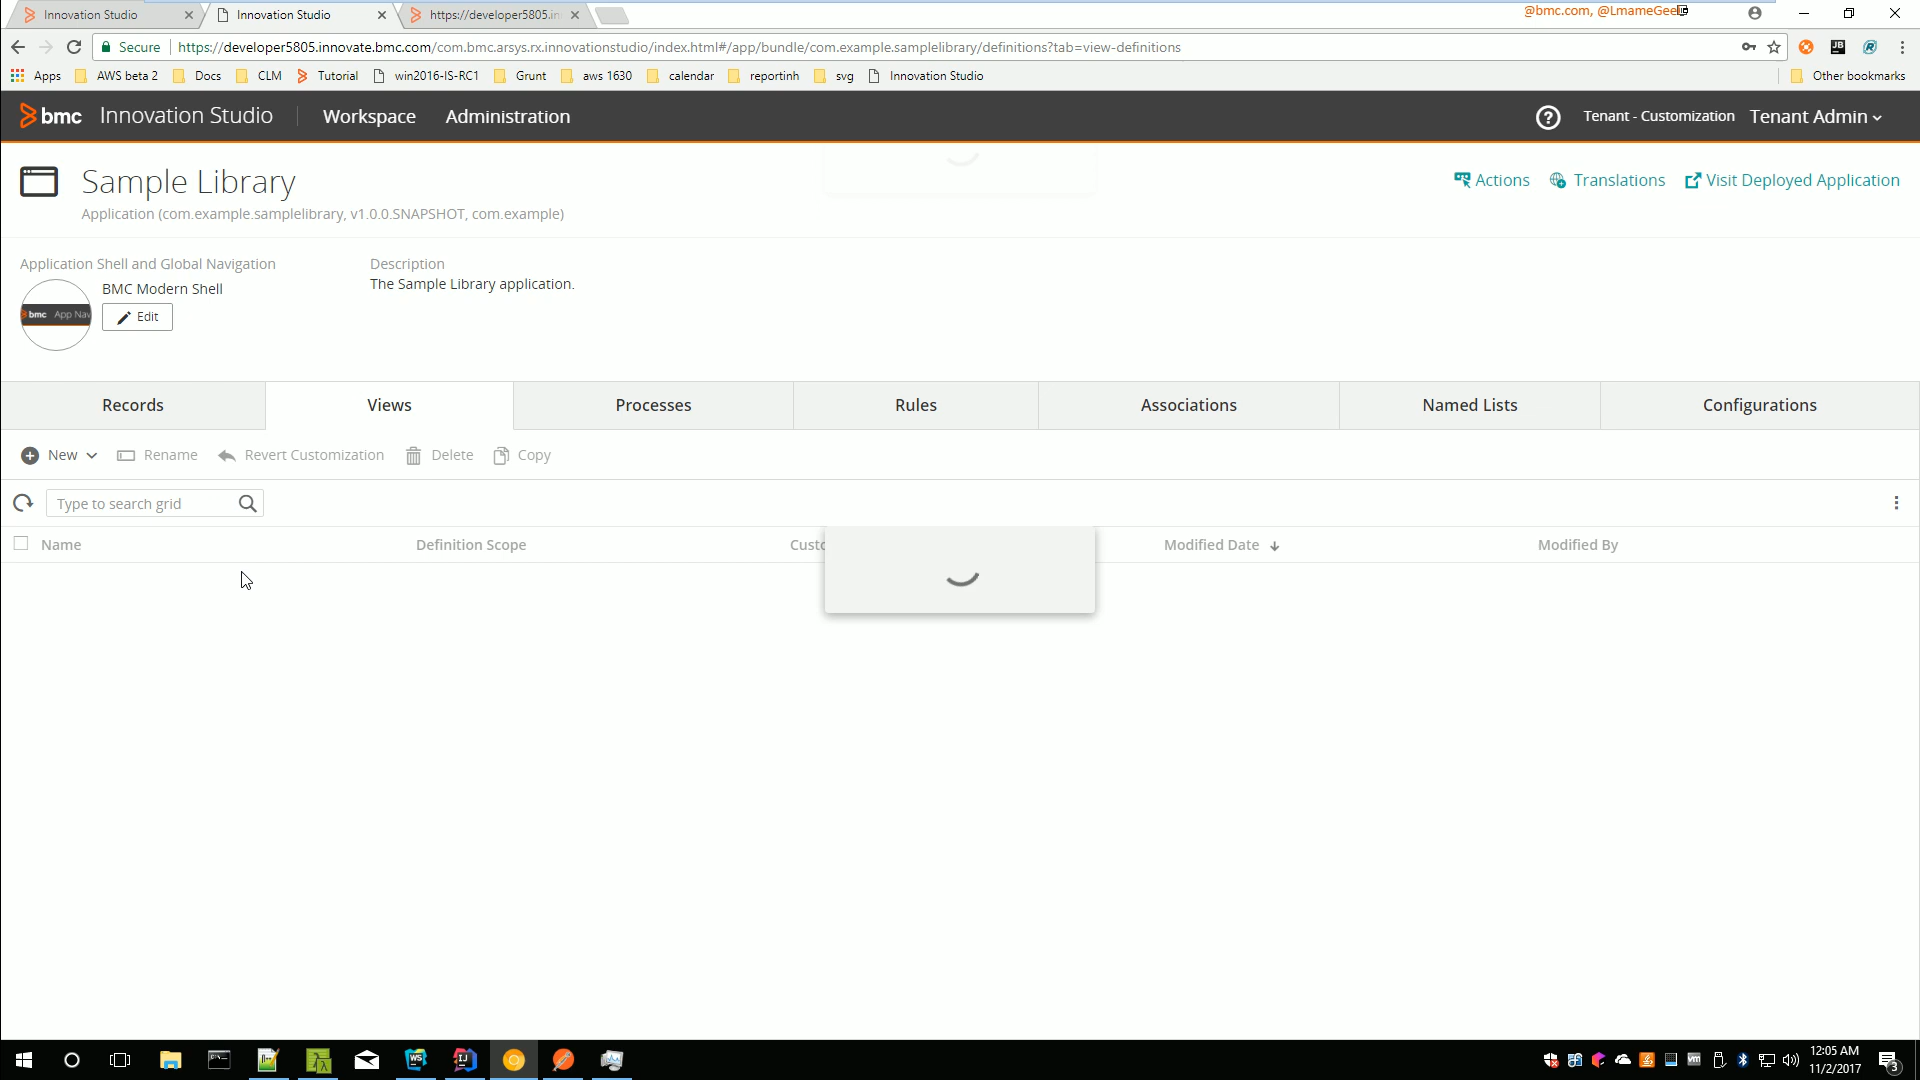 Innovation Studio
Innovation Studio
https://developer5805.in
@bmc.com, @LmameGee
Secure https://developer5805.innovate.bmc.com/com.bmc.arsys.rx.innovationstudio/index.html#/app/bundle/com.example.samplelibrary/definitions?tab=view-definitions
Apps AWS beta 2 Docs CLM Tutorial win2016-IS-RC1 Grunt aws 1630 calendar reportinh svg Innovation Studio Other bookmarks
bmc Innovation Studio Workspace Administration Tenant - Customization Tenant Admin
Sample Library
Actions Translations Visit Deployed Application
Application (com.example.samplelibrary, v1.0.0.SNAPSHOT, com.example)
Application Shell and Global Navigation Description
BMC Modern Shell The Sample Library application.
bmc App Nav
Edit
Records Views Processes Rules Associations Named Lists Configurations
New Rename Revert Customization Delete Copy
Type to search grid
Name Definition Scope Custo Modified Date Modified By
12:05 AM
11/2/2017
3